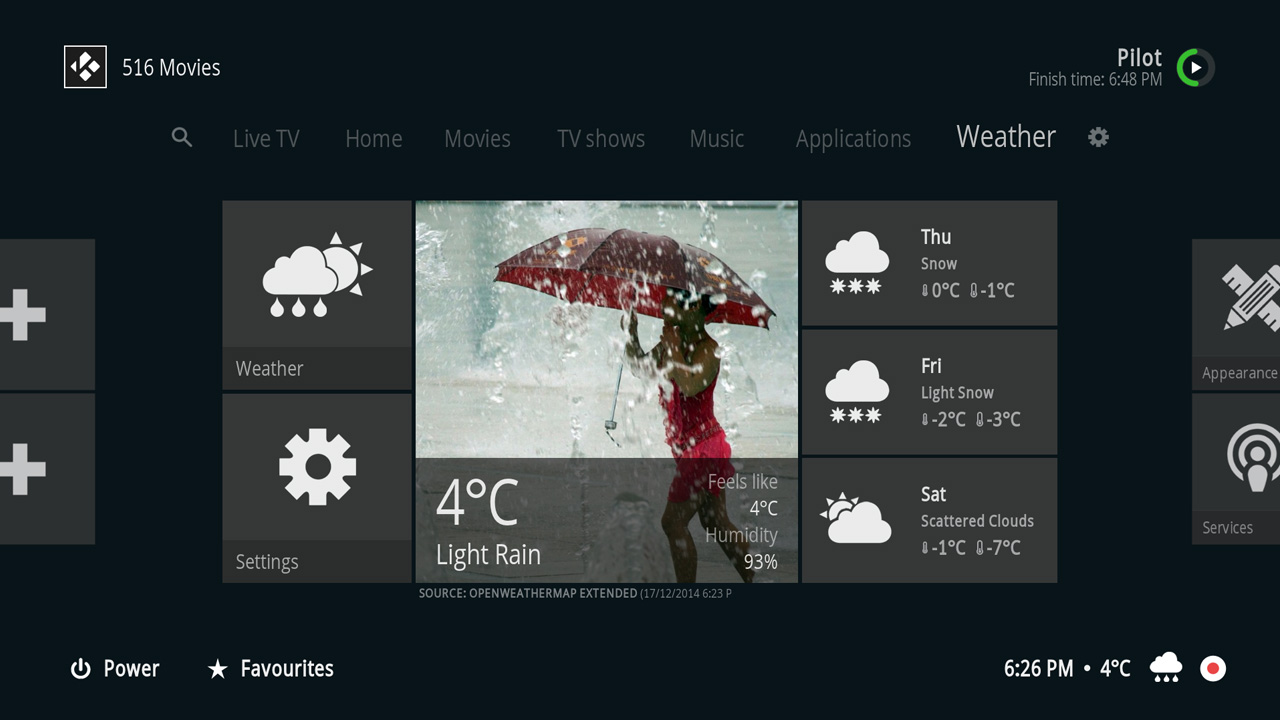 516 Movies
Pilot
Finish time: 6:48 PM
Live TV Home Movies TV shows Music Applications Weather
Weather
Settings
4°C
Light Rain
Feels like
4°C
Humidity
93%
SOURCE: OPENWEATHERMAP EXTENDED (17/12/2014 6:23 P
Thu
Snow
0°C -1°C
Fri
Light Snow
-2°C -3°C
Sat
Scattered Clouds
-1°C -7°C
Appearance
Services
Power Favourites
6:26 PM • 4°C